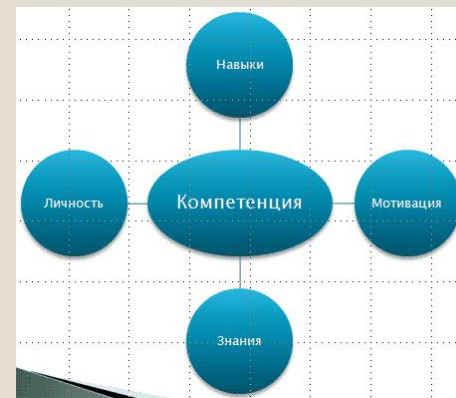 Навыки
Личность
Компетенция
Мотивация
Знания